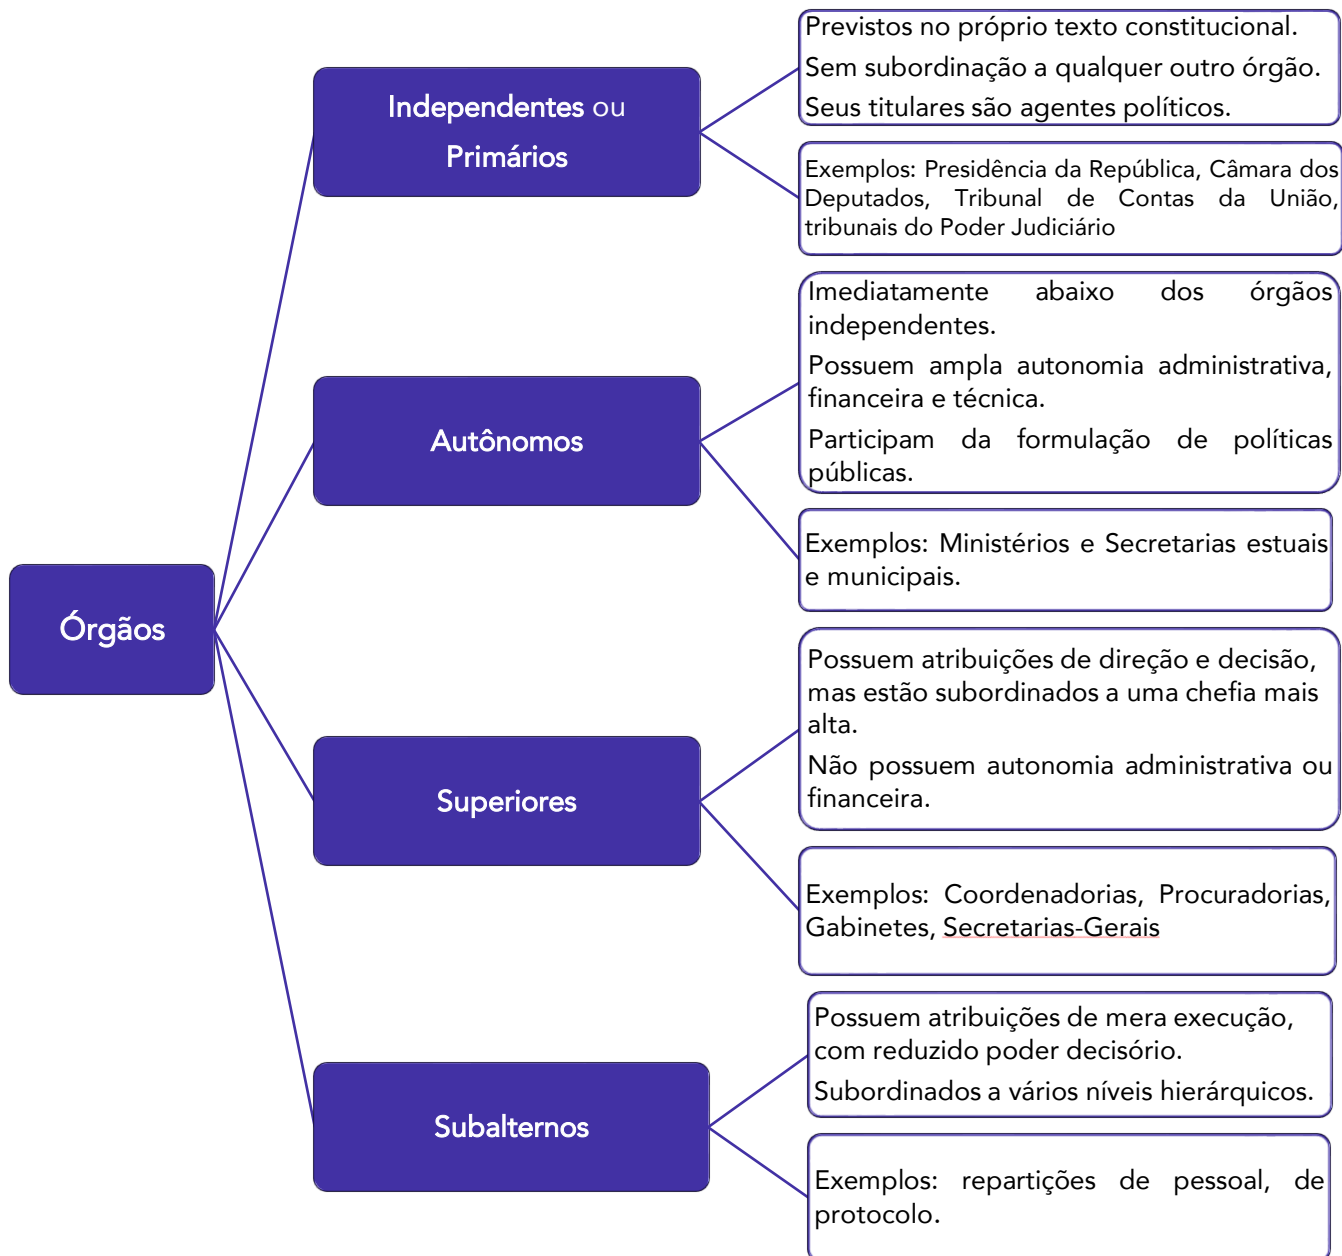 Órgãos
Independentes ou
Primários
Previstos no próprio texto constitucional.
Sem subordinação a qualquer outro órgão.
Seus titulares são agentes políticos.
Exemplos: Presidência da República, Câmara dos
Deputados, Tribunal de Contas da União,
tribunais do Poder Judiciário
Autônomos
Imediatamente abaixo dos órgãos
independentes.
Possuem ampla autonomia administrativa,
financeira e técnica.
Participam da formulação de políticas
públicas.
Exemplos: Ministérios e Secretarias estuais
e municipais.
Superiores
Possuem atribuições de direção e decisão,
mas estão subordinados a uma chefia mais
alta.
Não possuem autonomia administrativa ou
financeira.
Exemplos: Coordenadorias, Procuradorias,
Gabinetes, Secretarias-Gerais
Subalternos
Possuem atribuições de mera execução,
com reduzido poder decisório.
Subordinados a vários níveis hierárquicos.
Exemplos: repartições de pessoal, de
protocolo.